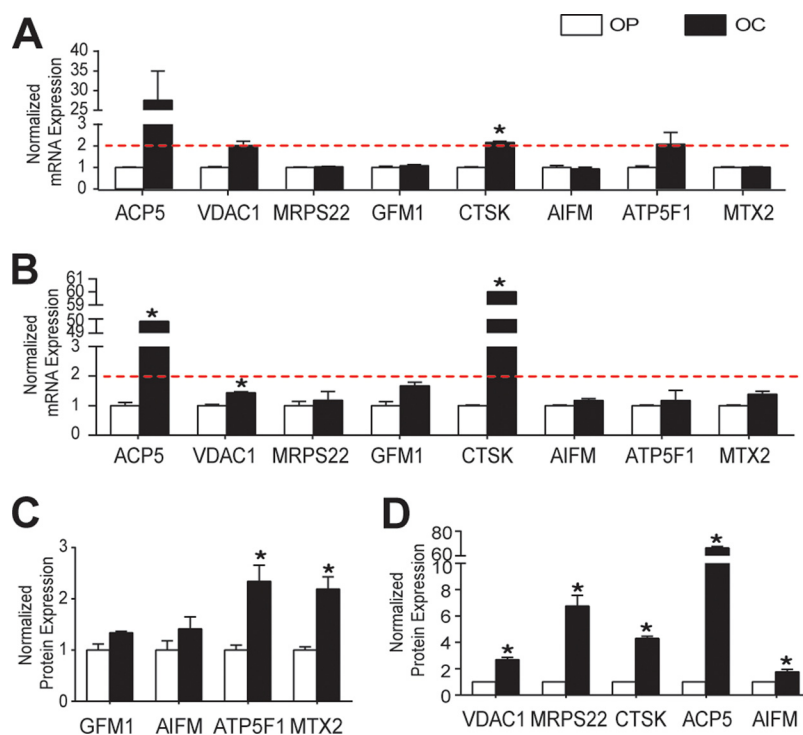 OP OC
A
Normalized
mRNA Expression
40
35
30
25
3
2
1
0
*
ACP5 VDAC1 MRPS22 GFM1 CTSK AIFM ATP5F1 MTX2
B
Normalized
mRNA Expression
61
60
59
50
49
3
2
1
0
* * *
ACP5 VDAC1 MRPS22 GFM1 CTSK AIFM ATP5F1 MTX2
C
Normalized
Protein Expression
3
2
1
0
* *
GFM1 AIFM ATP5F1 MTX2
D
Normalized
Protein Expression
80
60
10
8
6
4
2
0
* * * * *
VDAC1 MRPS22 CTSK ACP5 AIFM